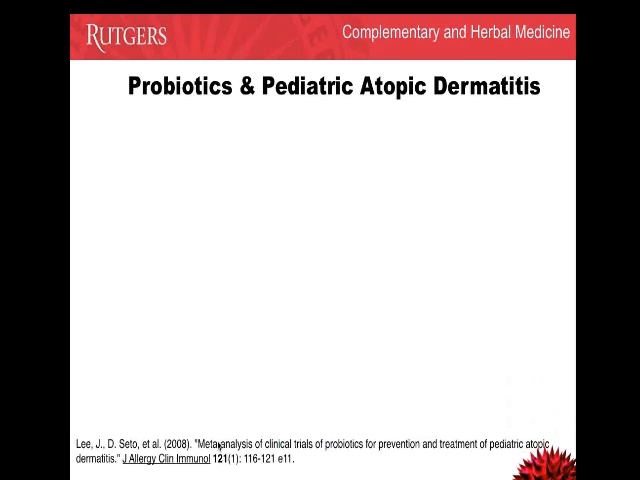 RUTGERS
Complementary and Herbal Medicine
Probiotics & Pediatric Atopic Dermatitis
Lee, J., D. Seto, et al. (2008). "Meta-analysis of clinical trials of probiotics for prevention and treatment of pediatric atopic
dermatitis." J Allergy Clin Immunol 121(1): 116-121 e11.